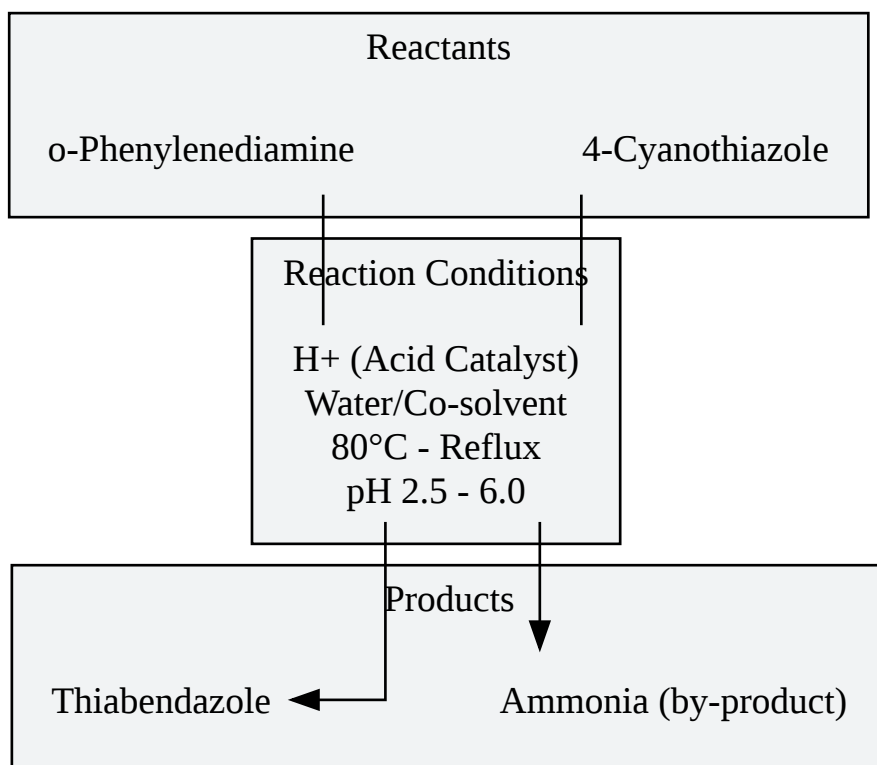 Reactants
o-Phenylenediamine
4-Cyanothiazole
Reaction Conditions
H+ (Acid Catalyst)
Water/Co-solvent
80°C - Reflux
pH 2.5 - 6.0
Products
Thiabendazole
Ammonia (by-product)